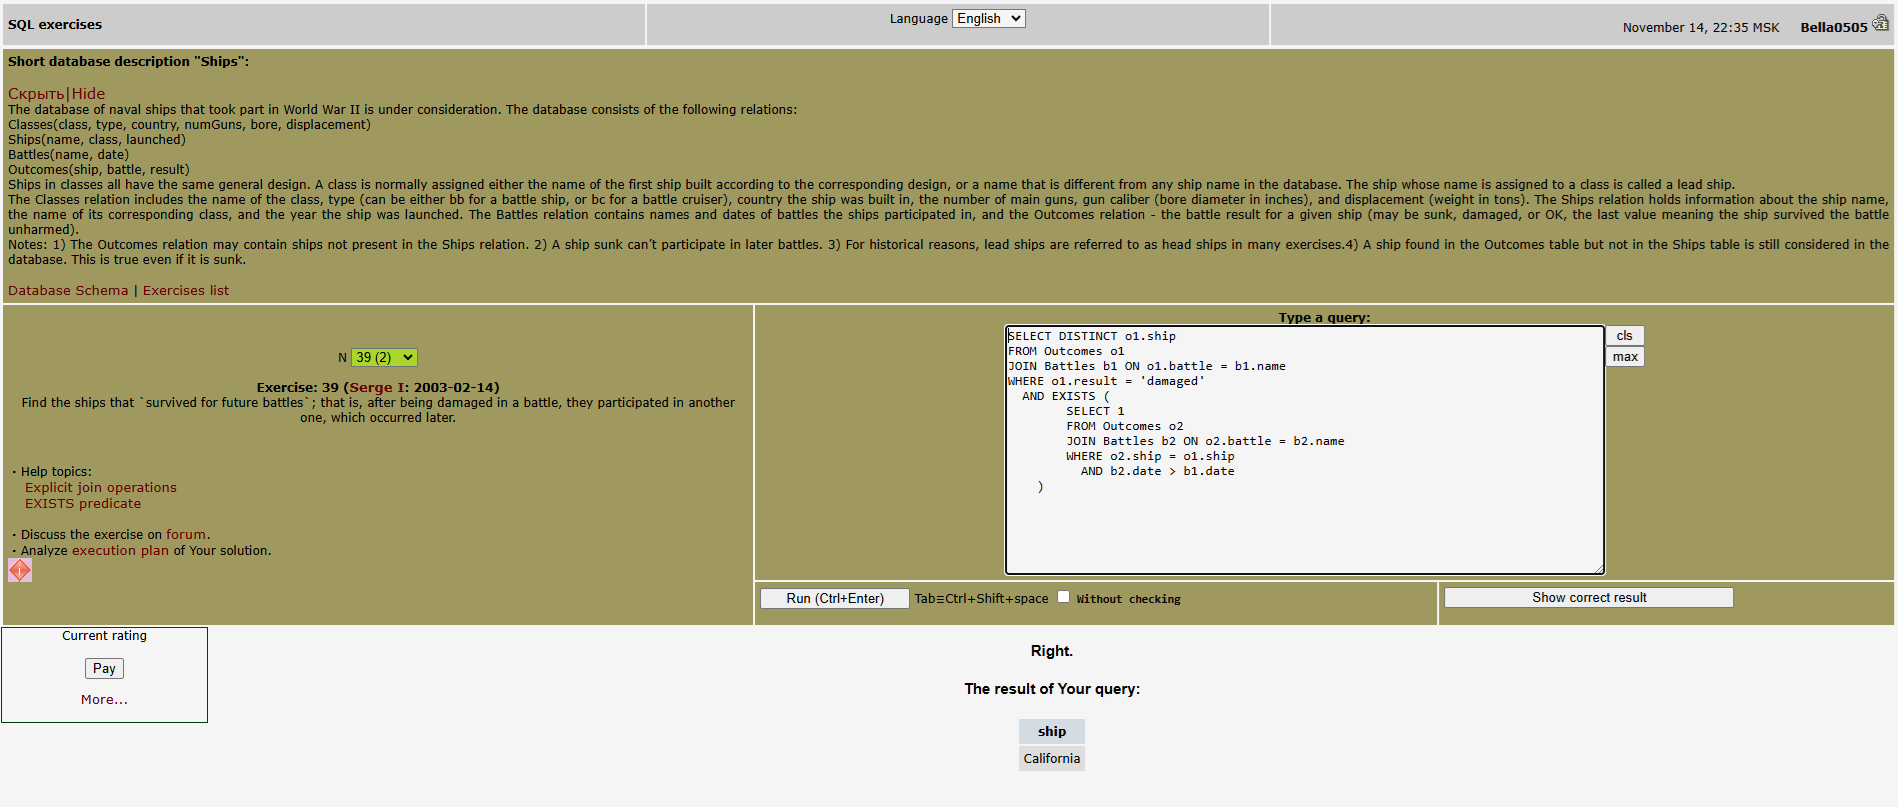 SQL exercises
Language English
November 14, 22:35 MSK Bella0505
Short database description "Ships":
Скрыть|Hide
The database of naval ships that took part in World War II is under consideration. The database consists of the following relations:
Classes(class, type, country, numGuns, bore, displacement)
Ships(name, class, launched)
Battles(name, date)
Outcomes(ship, battle, result)
Ships in classes all have the same general design. A class is normally assigned either the name of the first ship built according to the corresponding design, or a name that is different from any ship name in the database. The ship whose name is assigned to a class is called a lead ship.
The Classes relation includes the name of the class, type (can be either bb for a battle ship, or bc for a battle cruiser), country the ship was built in, the number of main guns, gun caliber (bore diameter in inches), and displacement (weight in tons). The Ships relation holds information about the ship name,
the name of its corresponding class, and the year the ship was launched. The Battles relation contains names and dates of battles the ships participated in, and the Outcomes relation - the battle result for a given ship (may be sunk, damaged, or OK, the last value meaning the ship survived the battle
unharmed).
Notes: 1) The Outcomes relation may contain ships not present in the Ships relation. 2) A ship sunk can't participate in later battles. 3) For historical reasons, lead ships are referred to as head ships in many exercises.4) A ship found in the Outcomes table but not in the Ships table is still considered in the
database. This is true even if it is sunk.
Database Schema | Exercises list
N 39 (2)
Exercise: 39 (Serge I: 2003-02-14)
Find the ships that `survived for future battles`; that is, after being damaged in a battle, they participated in another
one, which occurred later.
· Help topics:
Explicit join operations
EXISTS predicate
· Discuss the exercise on forum.
· Analyze execution plan of Your solution.
Type a query:
SELECT DISTINCT o1.ship
FROM Outcomes o1
JOIN Battles b1 ON o1.battle = b1.name
WHERE o1.result = 'damaged'
AND EXISTS (
SELECT 1
FROM Outcomes o2
JOIN Battles b2 ON o2.battle = b2.name
WHERE o2.ship = o1.ship
AND b2.date > b1.date
)
cls
max
Run (Ctrl+Enter) Tab≡Ctrl+Shift+space Without checking
Show correct result
Current rating
Pay
More...
Right.
The result of Your query:
ship
California